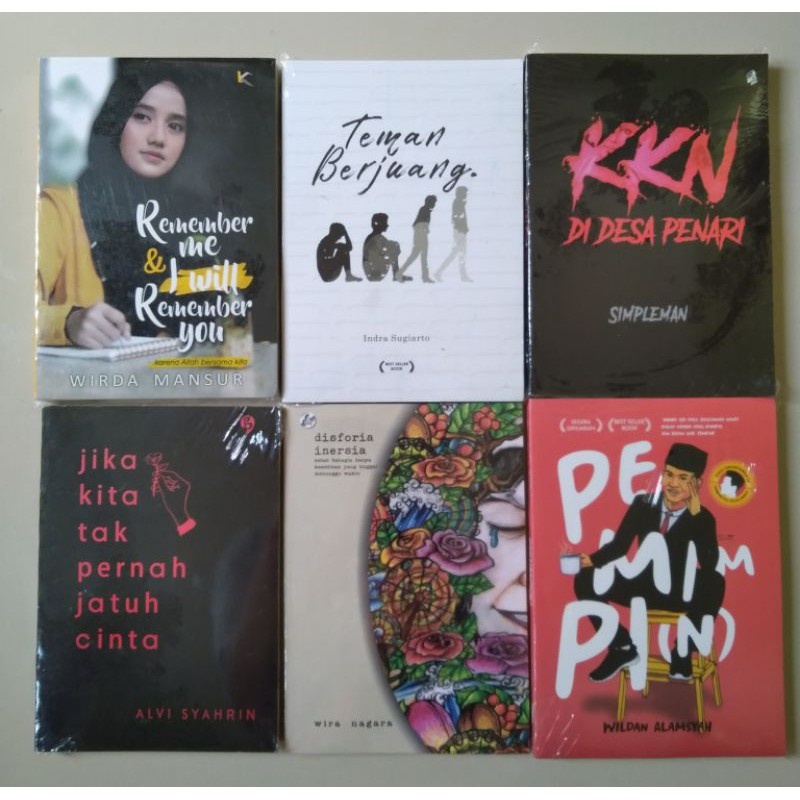 Remember
me
& I will
Remember
you
karena Allah bersama kita
WIRDA MANSUR
Teman
Berjuang.
Indra Sugiarto
BEST SELLER
BOOK
KKN
DI DESA PENARI
SIMPLEMAN
jika
kita
tak
pernah
jatuh
cinta
ALVI SYAHRIN
disforia
inersia
wira nagara
BEST SELLER
BOOK
PE
MIM
PI(N)
WILDAN ALAMSYAH